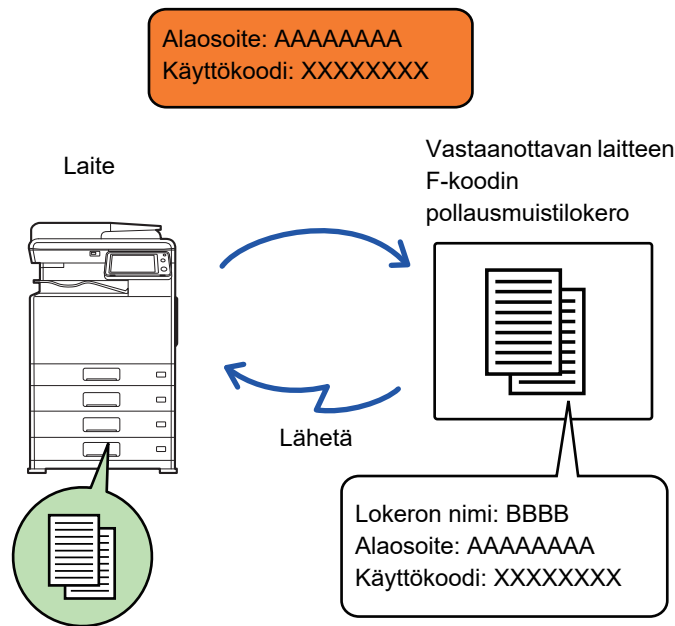 Alaosoite: AAAAAAAA
Käyttökoodi: XXXXXXXX
Laite
Vastaanottavan laitteen
F-koodin
pollausmuistilokero
Lähetä
Lokeron nimi: BBBB
Alaosoite: AAAAAAAA
Käyttökoodi: XXXXXXXX